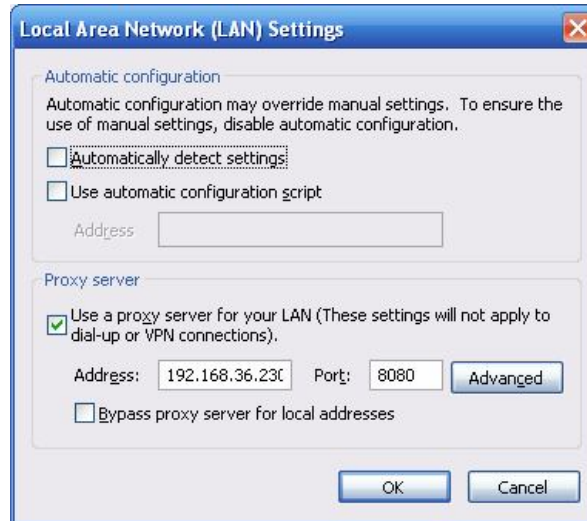 Local Area Network (LAN) Settings
Automatic configuration
Automatic configuration may override manual settings. To ensure the
use of manual settings, disable automatic configuration.
Automatically detect settings
Use automatic configuration script
Address
Proxy server
Use a proxy server for your LAN (These settings will not apply to
dial-up or VPN connections).
Address: 192.168.36.230 Port: 8080 Advanced
Bypass proxy server for local addresses
OK Cancel